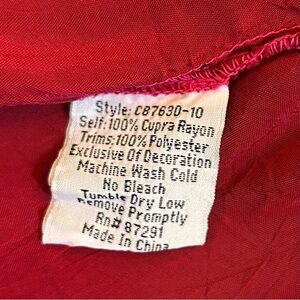 Style: C87630-10
Self:100% Cupra Rayon
Trims:100% Polyester
Exclusive Of Decoration
Machine Wash Cold
No Bleach
Tumble Dry Low
Remove Promptly
Rn# 87291
Made In China